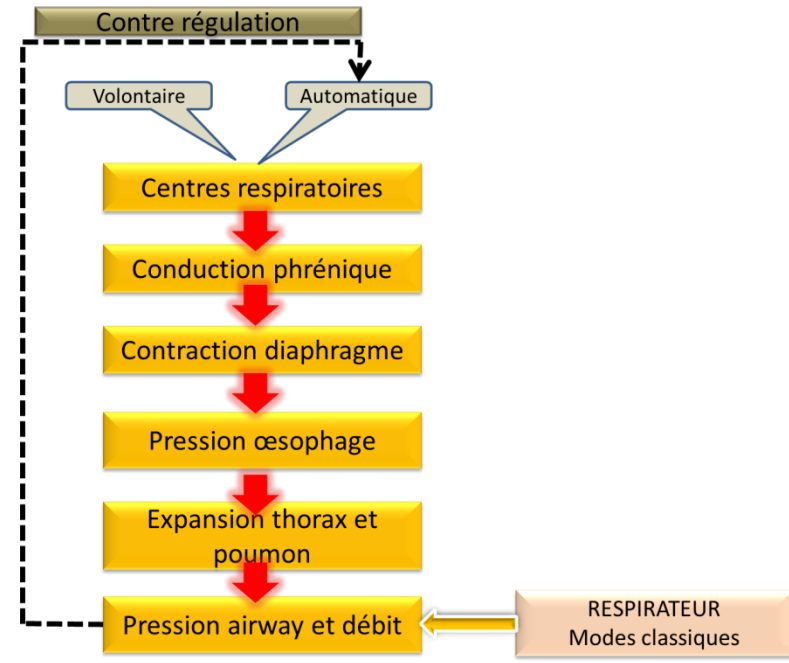 Contre régulation
Volontaire
Automatique
Centres respiratoires
Conduction phrénique
Contraction diaphragme
Pression œsophage
Expansion thorax et
poumon
Pression airway et débit
RESPIRATEUR
Modes classiques